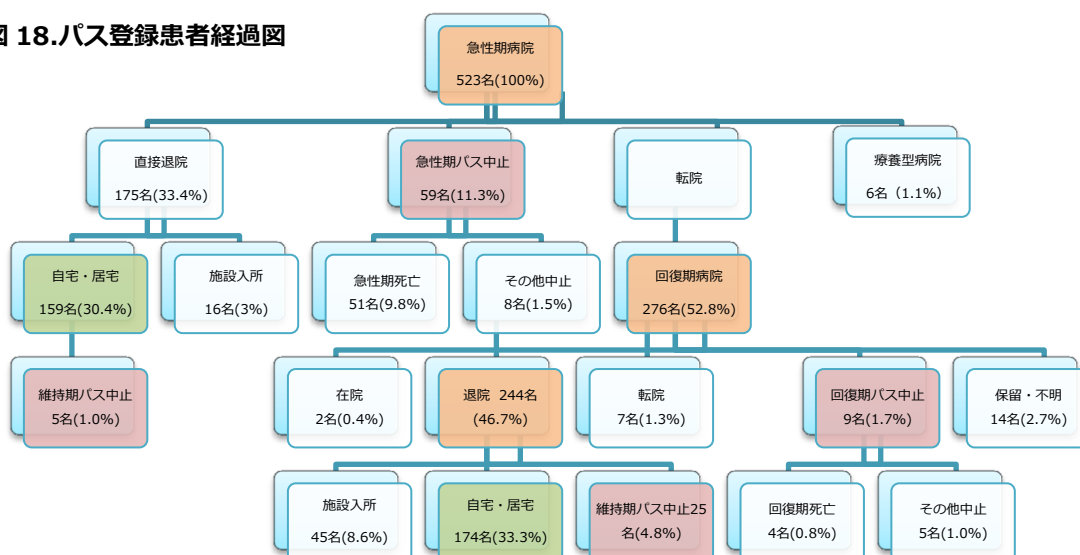 図 18.パス登録患者経過図
急性期病院
523名(100%)
直接退院
175名(33.4%)
急性期パス中止
59名(11.3%)
転院
療養型病院
6名（1.1%）
自宅・居宅
159名(30.4%)
施設入所
16名(3%)
急性期死亡
51名(9.8%)
その他中止
8名(1.5%)
回復期病院
276名(52.8%)
維持期パス中止
5名(1.0%)
在院
2名(0.4%)
退院 244名
(46.7%)
転院
7名(1.3%)
回復期パス中止
9名(1.7%)
保留・不明
14名(2.7%)
施設入所
45名(8.6%)
自宅・居宅
174名(33.3%)
維持期パス中止25
名(4.8%)
回復期死亡
4名(0.8%)
その他中止
5名(1.0%)